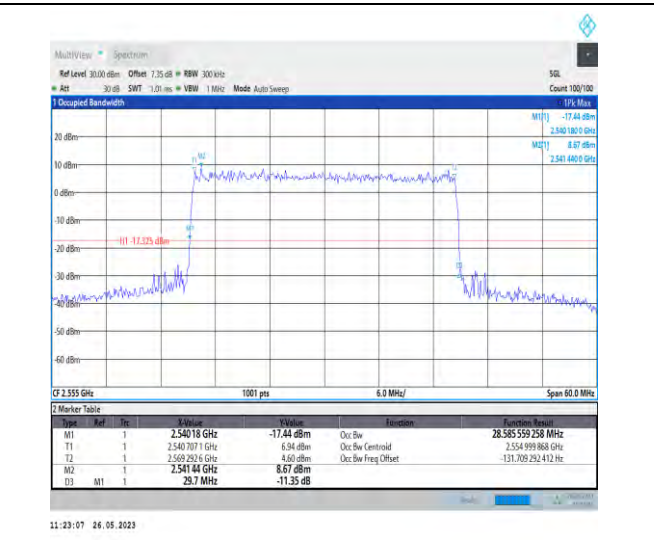 MultiView Spectrum
Ref Level 30.00 dBm Offset 7.35 dB RBW 300 kHz SGL
Att 30 dB SWT 1.01 ms VBW 1 MHz Mode Auto Sweep Count 100/100
1 Occupied Bandwidth 1Pk Max
M1[1] -17.44 dBm
2.540 180 0 GHz
M2[1] 8.67 dBm
2.541 440 0 GHz
20 dBm
10 dBm
M2
T1
T2
0 dBm
-10 dBm
M1
H1 -17.325 dBm
-20 dBm
-30 dBm
D3
-40 dBm
-50 dBm
-60 dBm
CF 2.555 GHz 1001 pts 6.0 MHz/ Span 60.0 MHz
2 Marker Table
Type Ref Trc X-Value Y-Value Function Function Result
M1 1 2.54018 GHz -17.44 dBm Occ Bw 28.585 559 258 MHz
T1 1 2.540 707 1 GHz 6.94 dBm Occ Bw Centroid 2.554 999 868 GHz
T2 1 2.569 292 6 GHz 4.60 dBm Occ Bw Freq Offset -131.709 292 412 Hz
M2 1 2.541 44 GHz 8.67 dBm
D3 M1 1 29.7 MHz -11.35 dB
11:23:07 26.05.2023